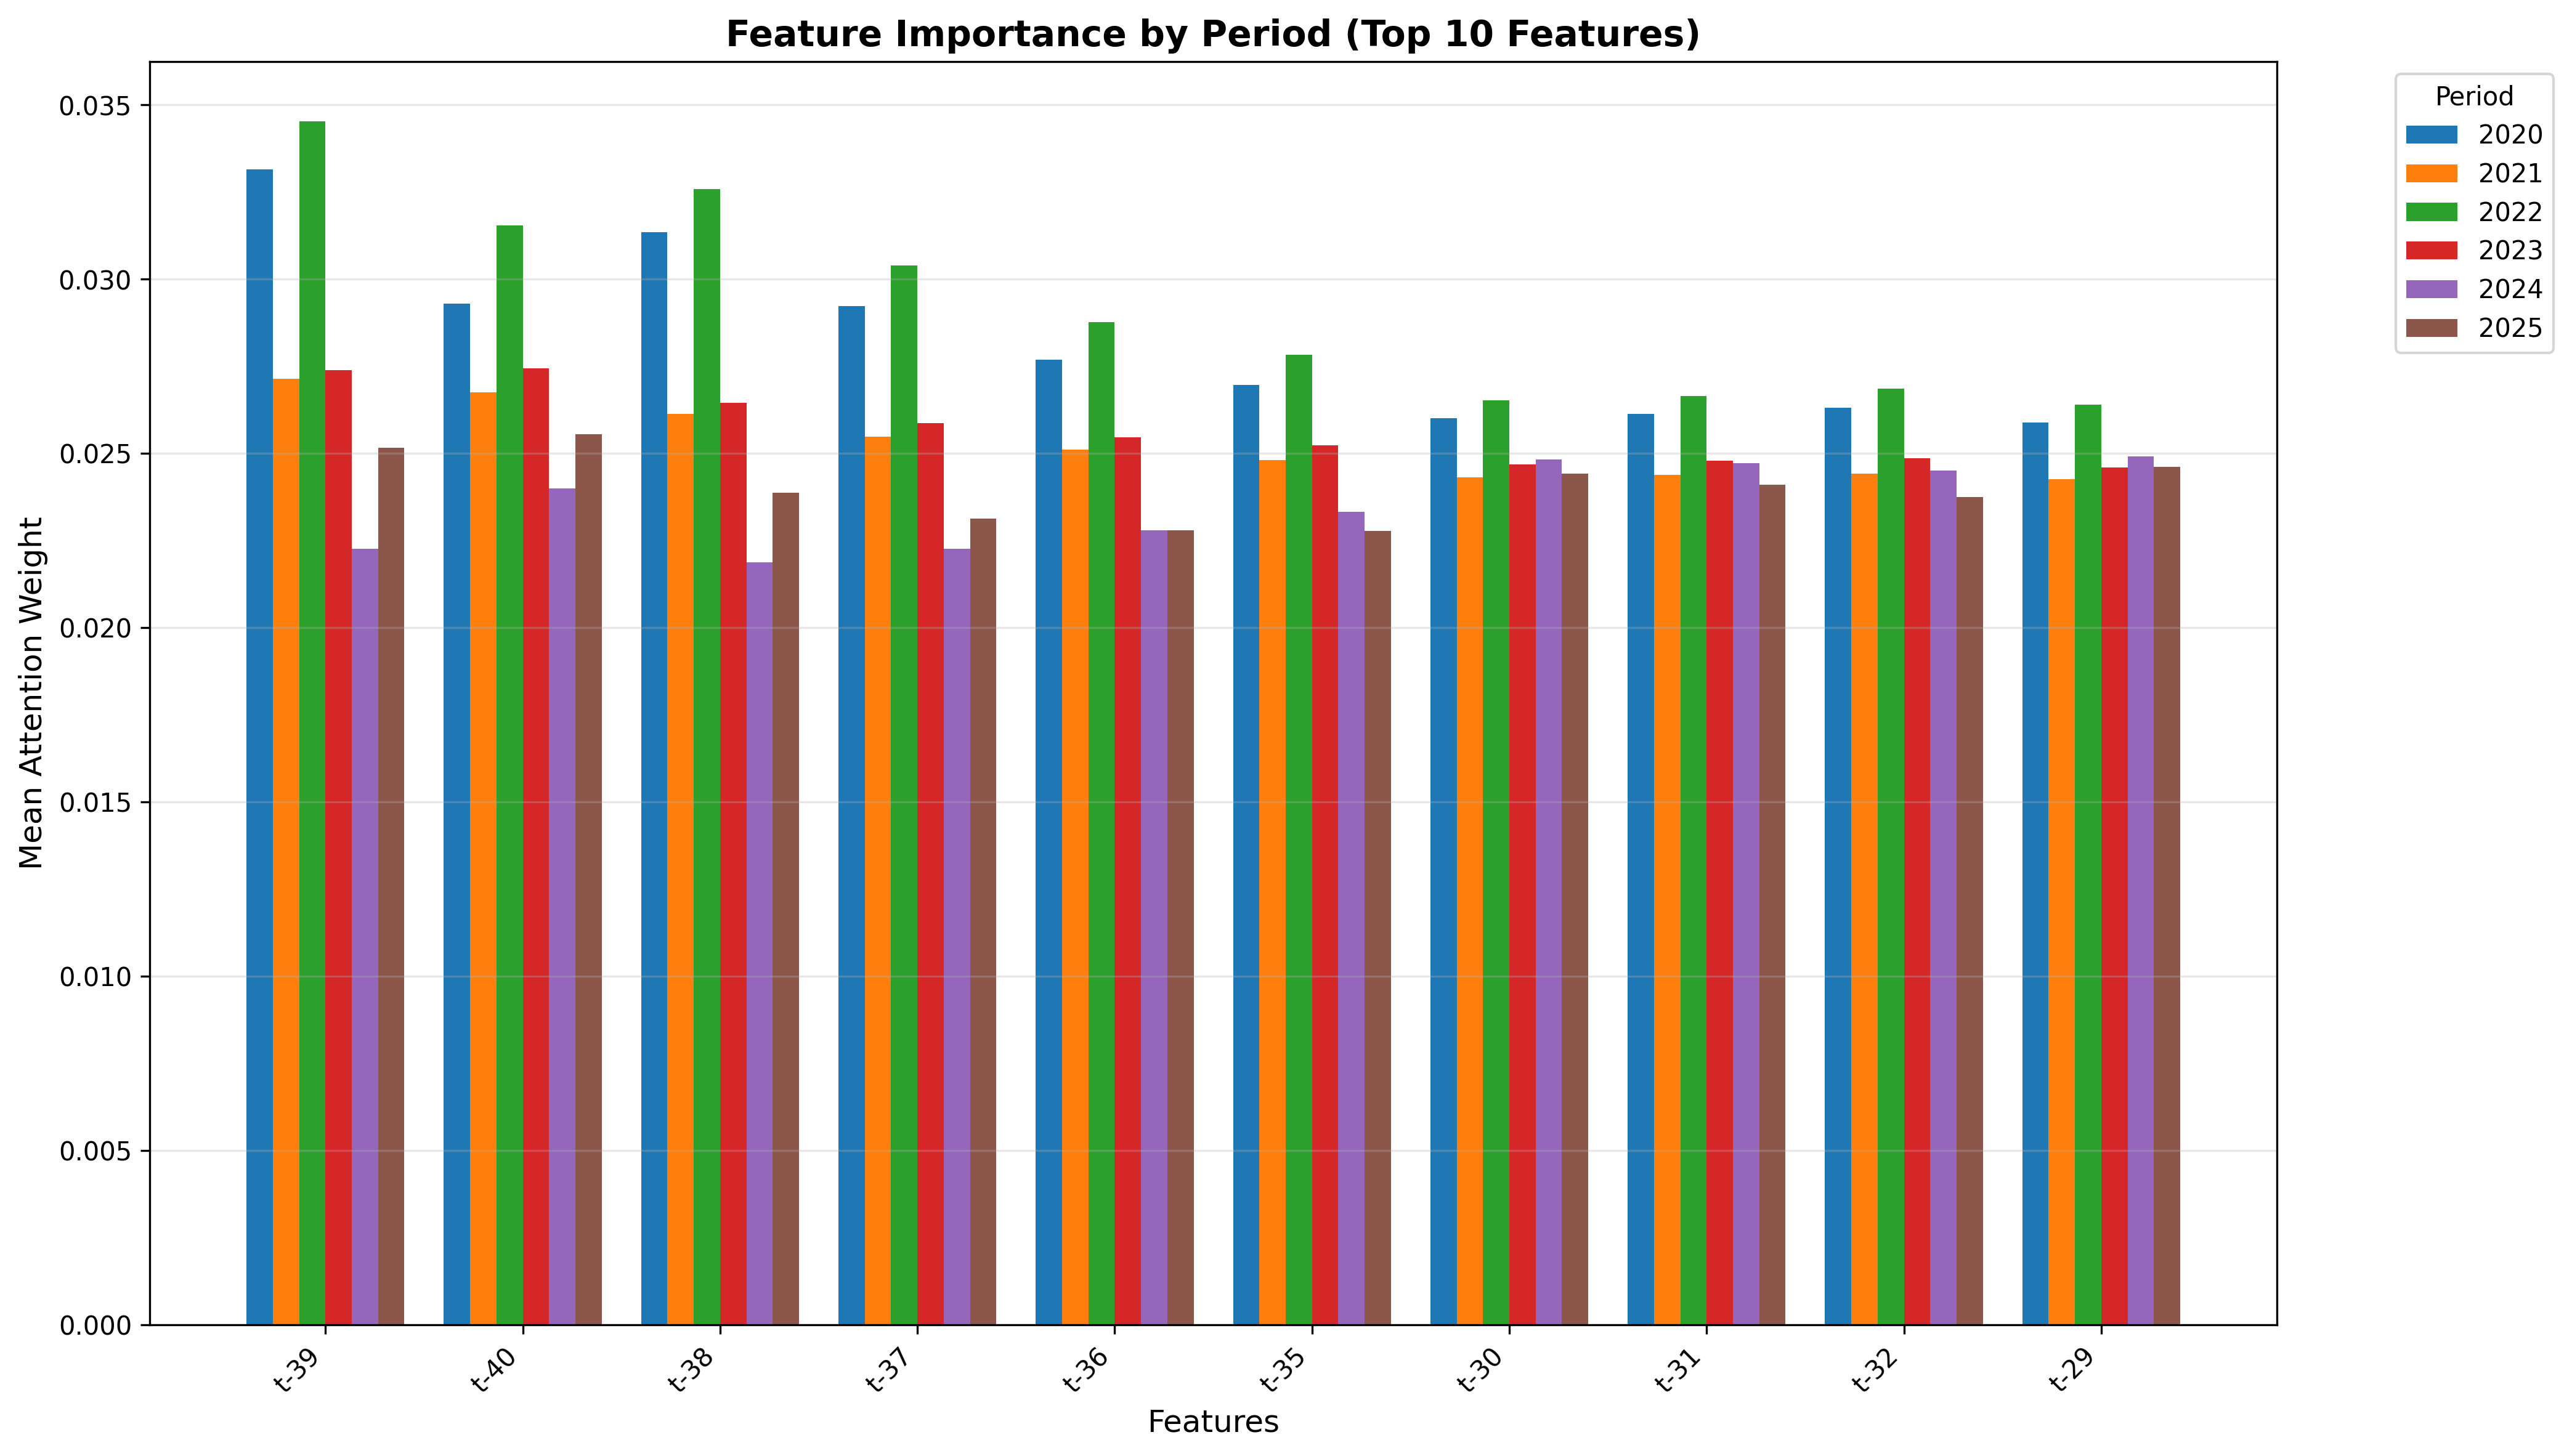 Feature Importance by Period (Top 10 Features)
Period
2020
2021
2022
2023
2024
2025
Mean Attention Weight
0.035
0.030
0.025
0.020
0.015
0.010
0.005
0.000
t-39
t-40
t-38
t-37
t-36
t-35
t-30
t-31
t-32
t-29
Features